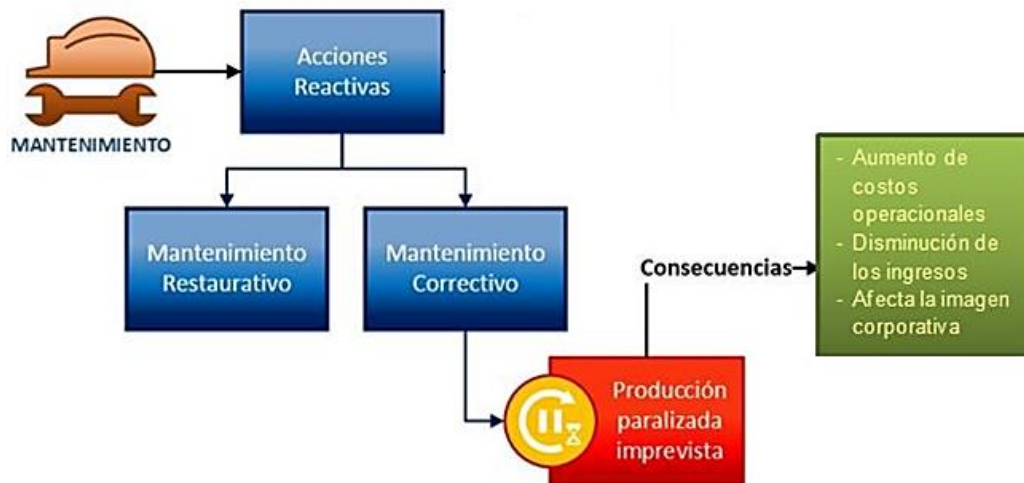 MANTENIMIENTO
Acciones
Reactivas
Mantenimiento
Restaurativo
Mantenimiento
Correctivo
Producción
paralizada
imprevista
Consecuencias
- Aumento de
costos
operacionales
- Disminución de
los ingresos
- Afecta la imagen
corporativa